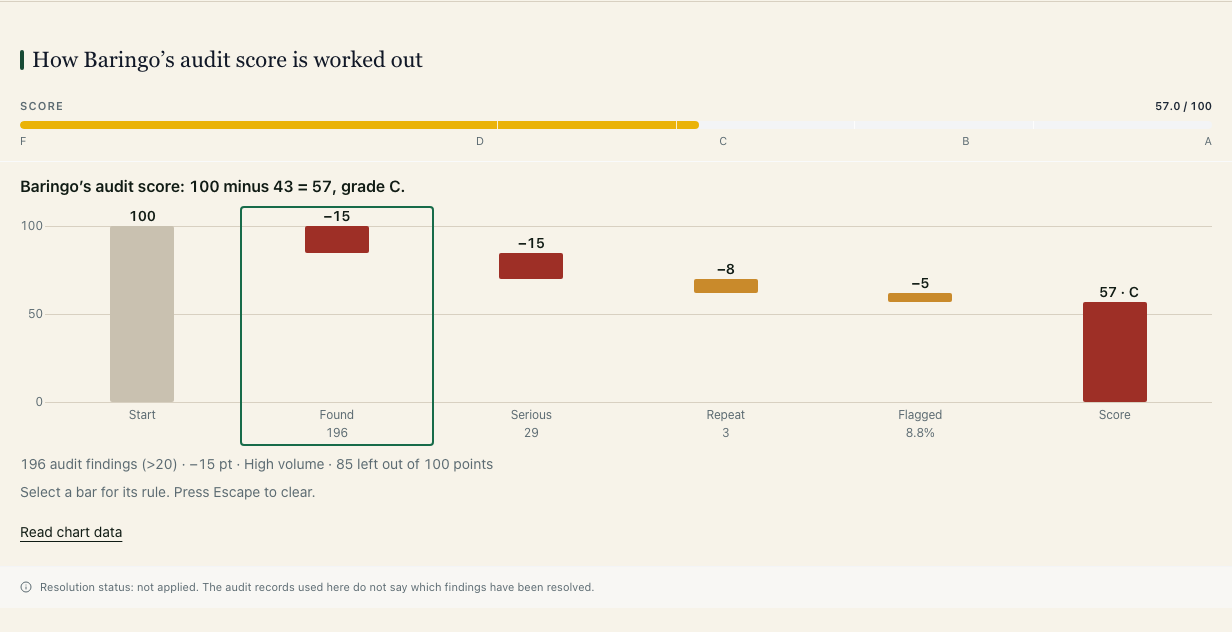 How Baringo’s audit score is worked out
SCORE 57.0 / 100
F D C B A
Baringo’s audit score: 100 minus 43 = 57, grade C.
100 −15 −15 −8 −5 57 · C
100
50
0
Start Found Serious Repeat Flagged Score
196 29 3 8.8%
196 audit findings (>20) · −15 pt · High volume · 85 left out of 100 points
Select a bar for its rule. Press Escape to clear.
Read chart data
Resolution status: not applied. The audit records used here do not say which findings have been resolved.